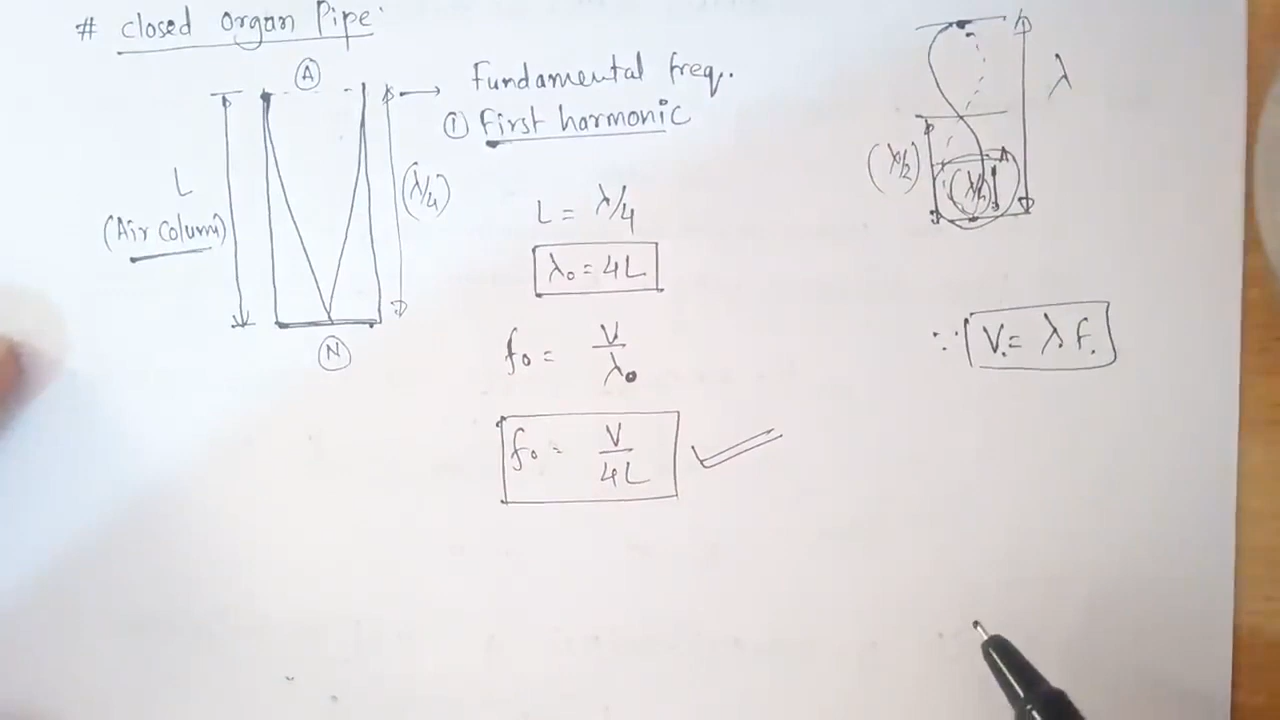 # closed organ Pipe
A
Fundamental freq.
① First harmonic
L
(Air Column)
(λ/4)
L = λ/4
λ₀ = 4L
f₀ = V/λ₀
f₀ = V/4L
N
λ
(λ/2)
∵ V = λ f.